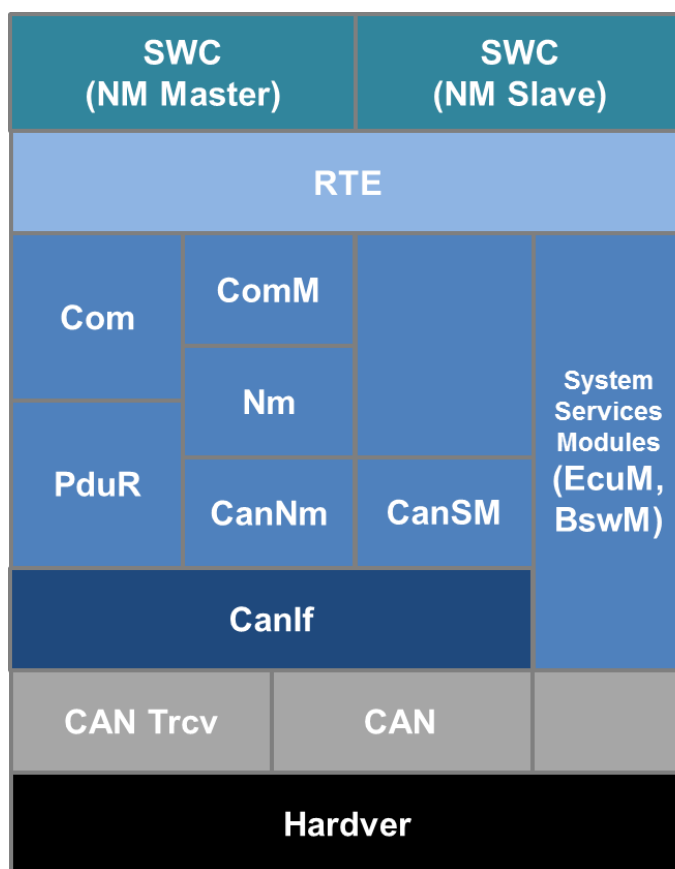 SWC
(NM Master)
SWC
(NM Slave)
RTE
Com
ComM
Nm
System
Services
Modules
(EcuM,
BswM)
PduR
CanNm
CanSM
CanIf
CAN Trcv
CAN
Hardver